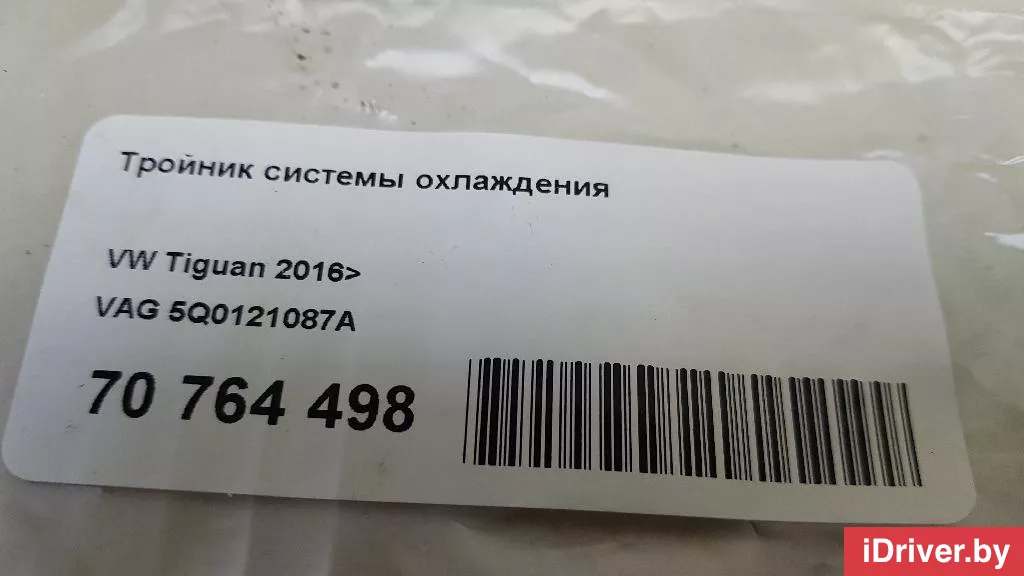 Тройник системы охлаждения
VW Tiguan 2016>
VAG 5Q0121087A
70 764 498
iDriver.by